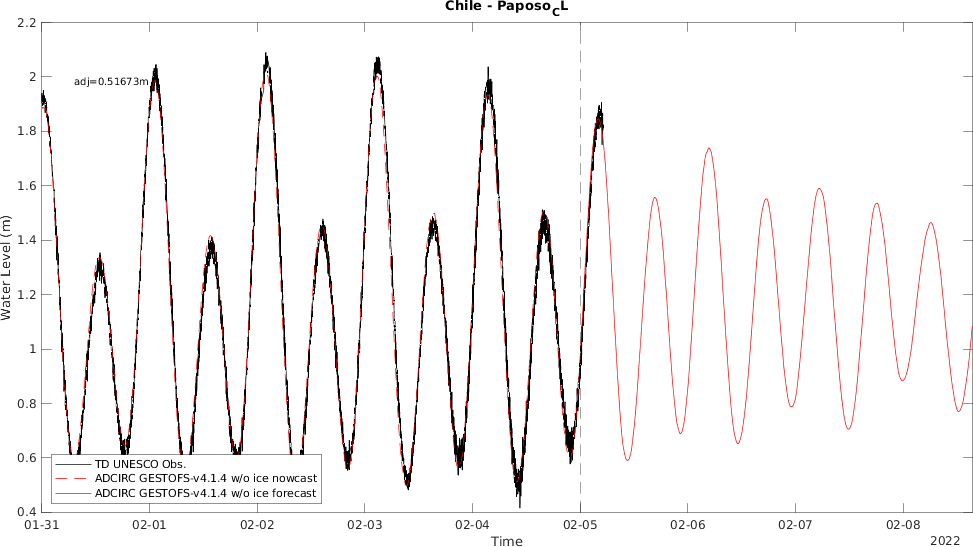 Chile - Paposo_CL
adj=0.51673m
2.2
2
1.8
1.6
1.4
1.2
1
0.8
0.6
0.4
Water Level (m)
TD UNESCO Obs.
ADCIRC GESTOFS-v4.1.4 w/o ice nowcast
ADCIRC GESTOFS-v4.1.4 w/o ice forecast
01-31 02-01 02-02 02-03 02-04 02-05 02-06 02-07 02-08
Time
2022